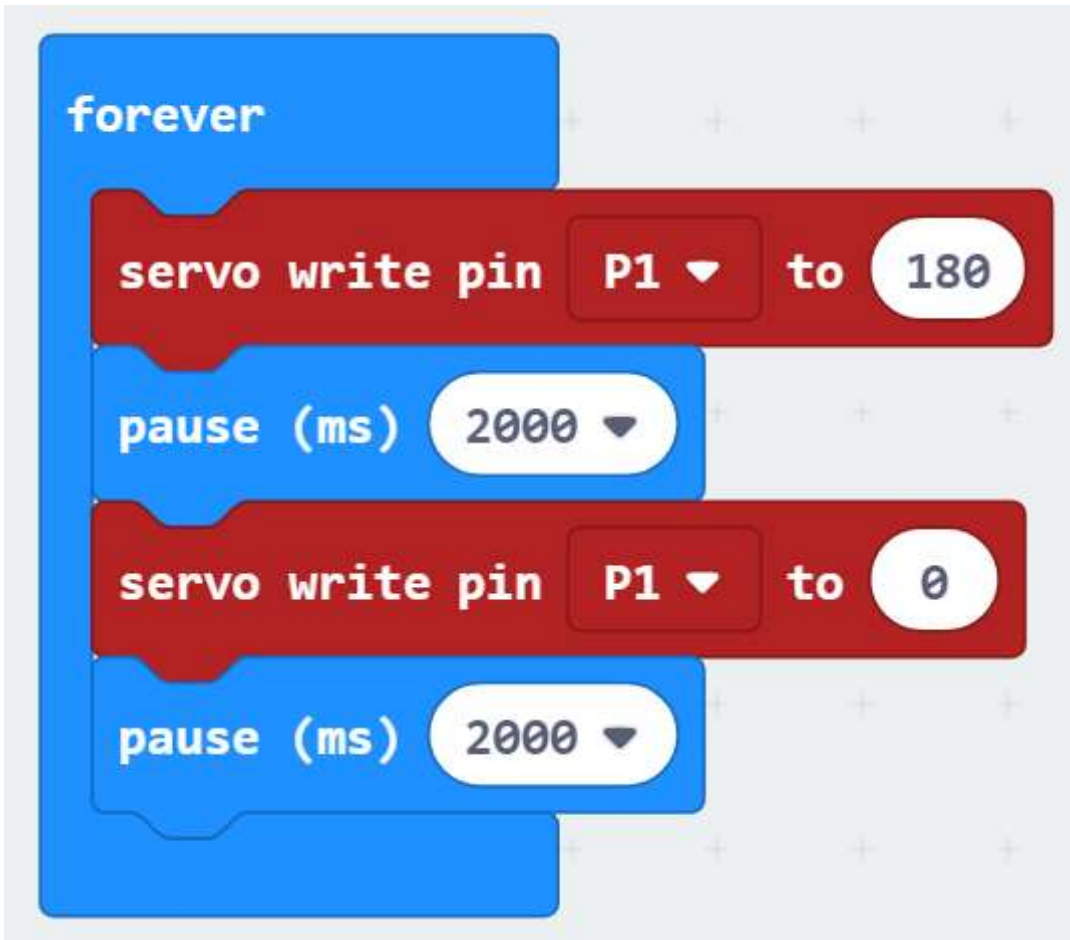 forever
servo write pin P1 to 180
pause (ms) 2000
servo write pin P1 to 0
pause (ms) 2000